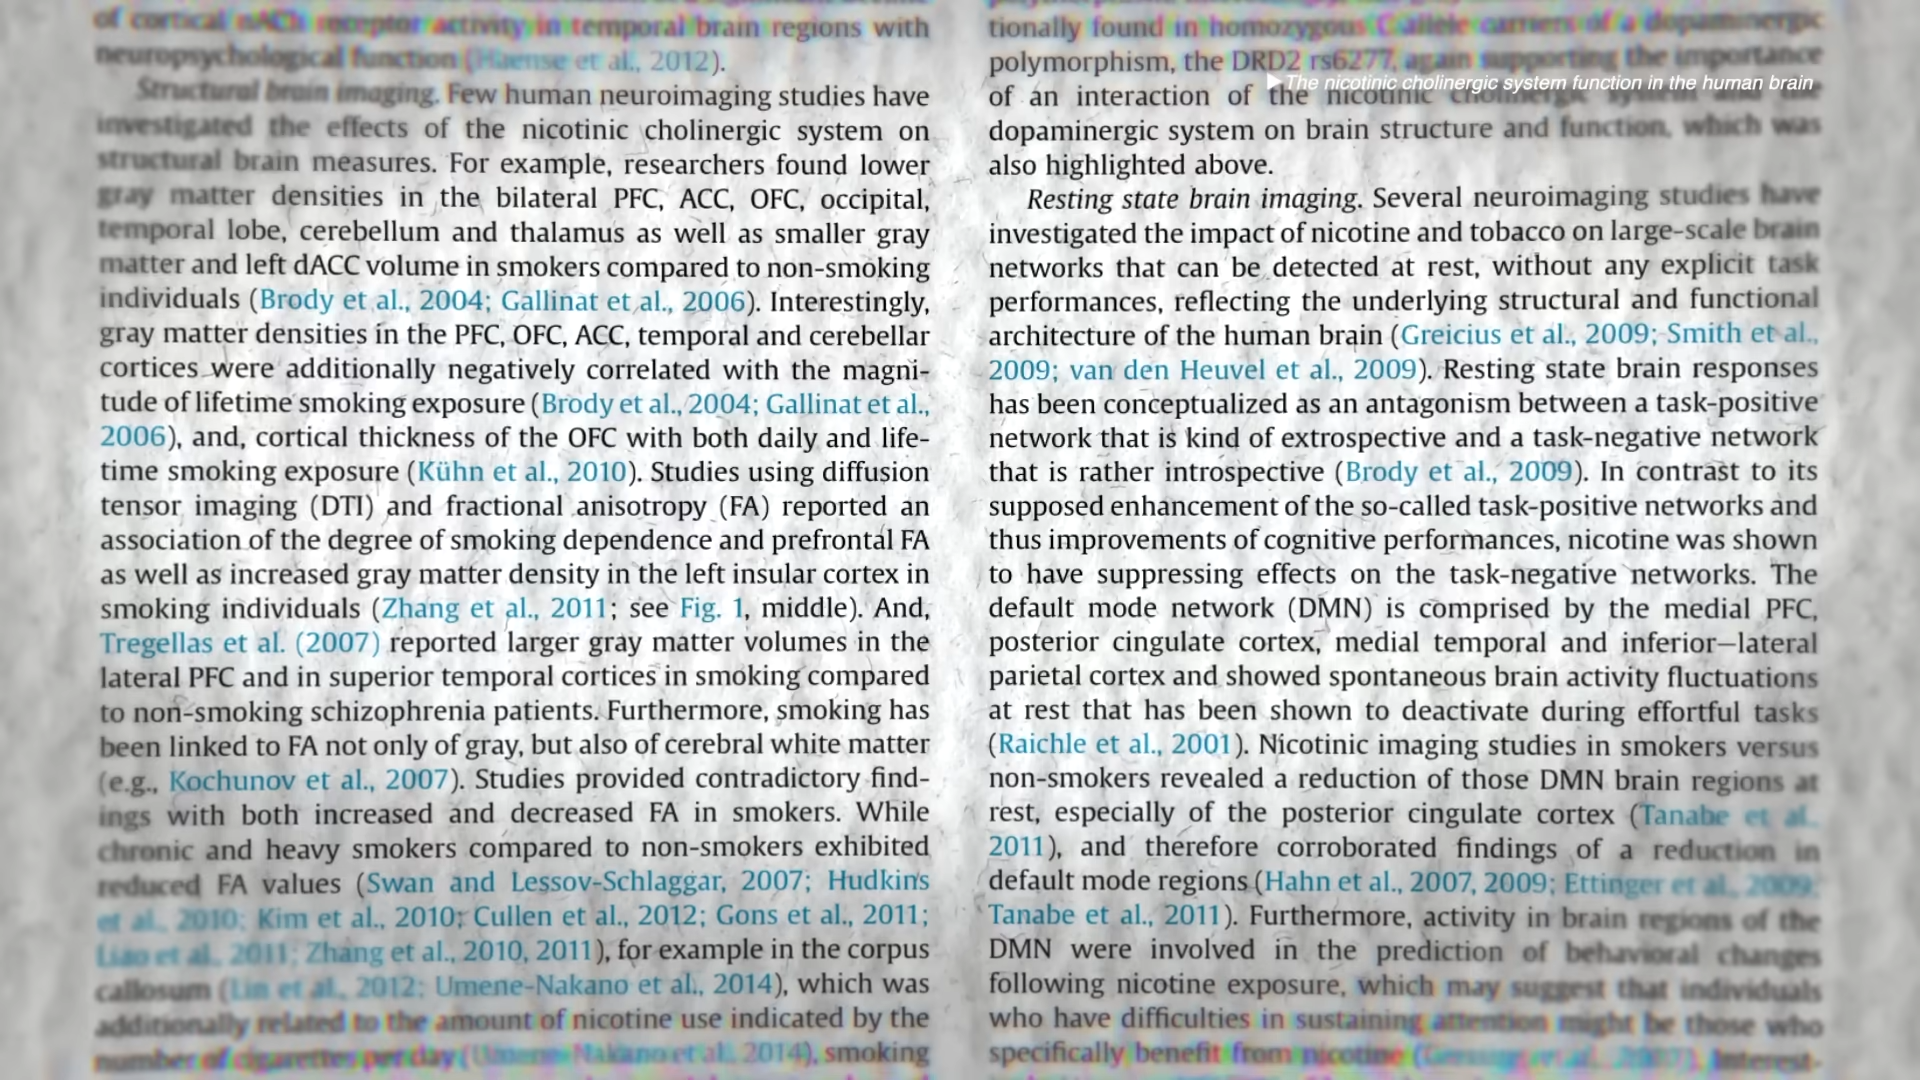 of cortical nACh receptor activity in temporal brain regions with
neuropsychological function (Haense et al., 2012).
Structural brain imaging. Few human neuroimaging studies have
investigated the effects of the nicotinic cholinergic system on
structural brain measures. For example, researchers found lower
gray matter densities in the bilateral PFC, ACC, OFC, occipital,
temporal lobe, cerebellum and thalamus as well as smaller gray
matter and left dACC volume in smokers compared to non-smoking
individuals (Brody et al., 2004; Gallinat et al., 2006). Interestingly,
gray matter densities in the PFC, OFC, ACC, temporal and cerebellar
cortices were additionally negatively correlated with the magni-
tude of lifetime smoking exposure (Brody et al., 2004; Gallinat et al.,
2006), and, cortical thickness of the OFC with both daily and life-
time smoking exposure (Kühn et al., 2010). Studies using diffusion
tensor imaging (DTI) and fractional anisotropy (FA) reported an
association of the degree of smoking dependence and prefrontal FA
as well as increased gray matter density in the left insular cortex in
smoking individuals (Zhang et al., 2011; see Fig. 1, middle). And,
Tregellas et al. (2007) reported larger gray matter volumes in the
lateral PFC and in superior temporal cortices in smoking compared
to non-smoking schizophrenia patients. Furthermore, smoking has
been linked to FA not only of gray, but also of cerebral white matter
(e.g., Kochunov et al., 2007). Studies provided contradictory find-
ings with both increased and decreased FA in smokers. While
chronic and heavy smokers compared to non-smokers exhibited
reduced FA values (Swan and Lessov-Schlaggar, 2007; Hudkins
et al., 2010; Kim et al., 2010; Cullen et al., 2012; Gons et al., 2011;
Liao et al., 2011; Zhang et al., 2010, 2011), for example in the corpus
callosum (Lin et al., 2012; Umene-Nakano et al., 2014), which was
additionally related to the amount of nicotine use indicated by the
number of cigarettes per day (Umene-Nakano et al., 2014), smoking
tionally found in homozygous C allele carriers of a dopaminergic
polymorphism, the DRD2 rs6277, again supporting the importance
▶The nicotinic cholinergic system function in the human brain
of an interaction of the nicotinic cholinergic system and the
dopaminergic system on brain structure and function, which was
also highlighted above.
Resting state brain imaging. Several neuroimaging studies have
investigated the impact of nicotine and tobacco on large-scale brain
networks that can be detected at rest, without any explicit task
performances, reflecting the underlying structural and functional
architecture of the human brain (Greicius et al., 2009; Smith et al.,
2009; van den Heuvel et al., 2009). Resting state brain responses
has been conceptualized as an antagonism between a task-positive
network that is kind of extrospective and a task-negative network
that is rather introspective (Brody et al., 2009). In contrast to its
supposed enhancement of the so-called task-positive networks and
thus improvements of cognitive performances, nicotine was shown
to have suppressing effects on the task-negative networks. The
default mode network (DMN) is comprised by the medial PFC,
posterior cingulate cortex, medial temporal and inferior–lateral
parietal cortex and showed spontaneous brain activity fluctuations
at rest that has been shown to deactivate during effortful tasks
(Raichle et al., 2001). Nicotinic imaging studies in smokers versus
non-smokers revealed a reduction of those DMN brain regions at
rest, especially of the posterior cingulate cortex (Tanabe et al.,
2011), and therefore corroborated findings of a reduction in
default mode regions (Hahn et al., 2007, 2009; Ettinger et al., 2009;
Tanabe et al., 2011). Furthermore, activity in brain regions of the
DMN were involved in the prediction of behavioral changes
following nicotine exposure, which may suggest that individuals
who have difficulties in sustaining attention might be those who
specifically benefit from nicotine Interest-